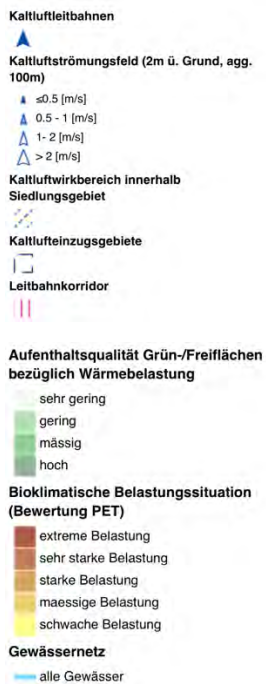 Kaltluftleitbahnen
Kaltluftströmungsfeld (2m ü. Grund, agg.
100m)
≤0.5 [m/s]
0.5 - 1 [m/s]
1- 2 [m/s]
> 2 [m/s]
Kaltluftwirkbereich innerhalb
Siedlungsgebiet
Kaltlufteinzugsgebiete
Leitbahnkorridor
Aufenthaltsqualität Grün-/Freiflächen
bezüglich Wärmebelastung
sehr gering
gering
mässig
hoch
Bioklimatische Belastungssituation
(Bewertung PET)
extreme Belastung
sehr starke Belastung
starke Belastung
maessige Belastung
schwache Belastung
Gewässernetz
alle Gewässer